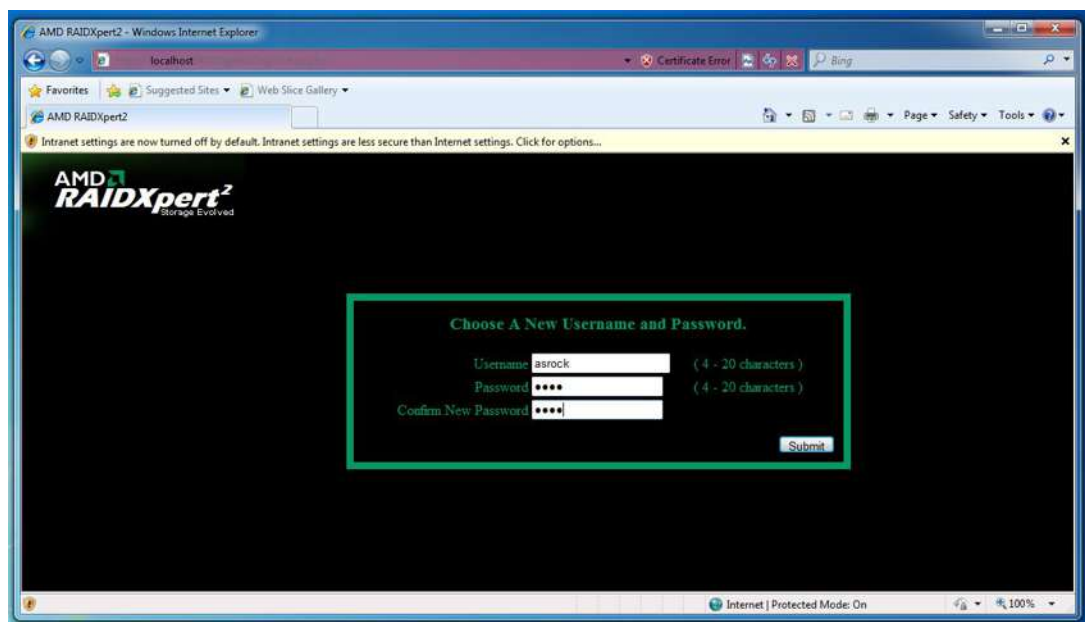 AMD RAIDXpert2 - Windows Internet Explorer
localhost
Certificate Error
Bing
Favorites
Suggested Sites
Web Slice Gallery
AMD RAIDXpert2
Page
Safety
Tools
Intranet settings are now turned off by default. Intranet settings are less secure than Internet settings. Click for options...
AMD
RAIDXpert2
Storage Evolved
Choose A New Username and Password.
Username asrock ( 4 - 20 characters )
Password •••• ( 4 - 20 characters )
Confirm New Password ••••
Submit
Internet | Protected Mode: On
100%